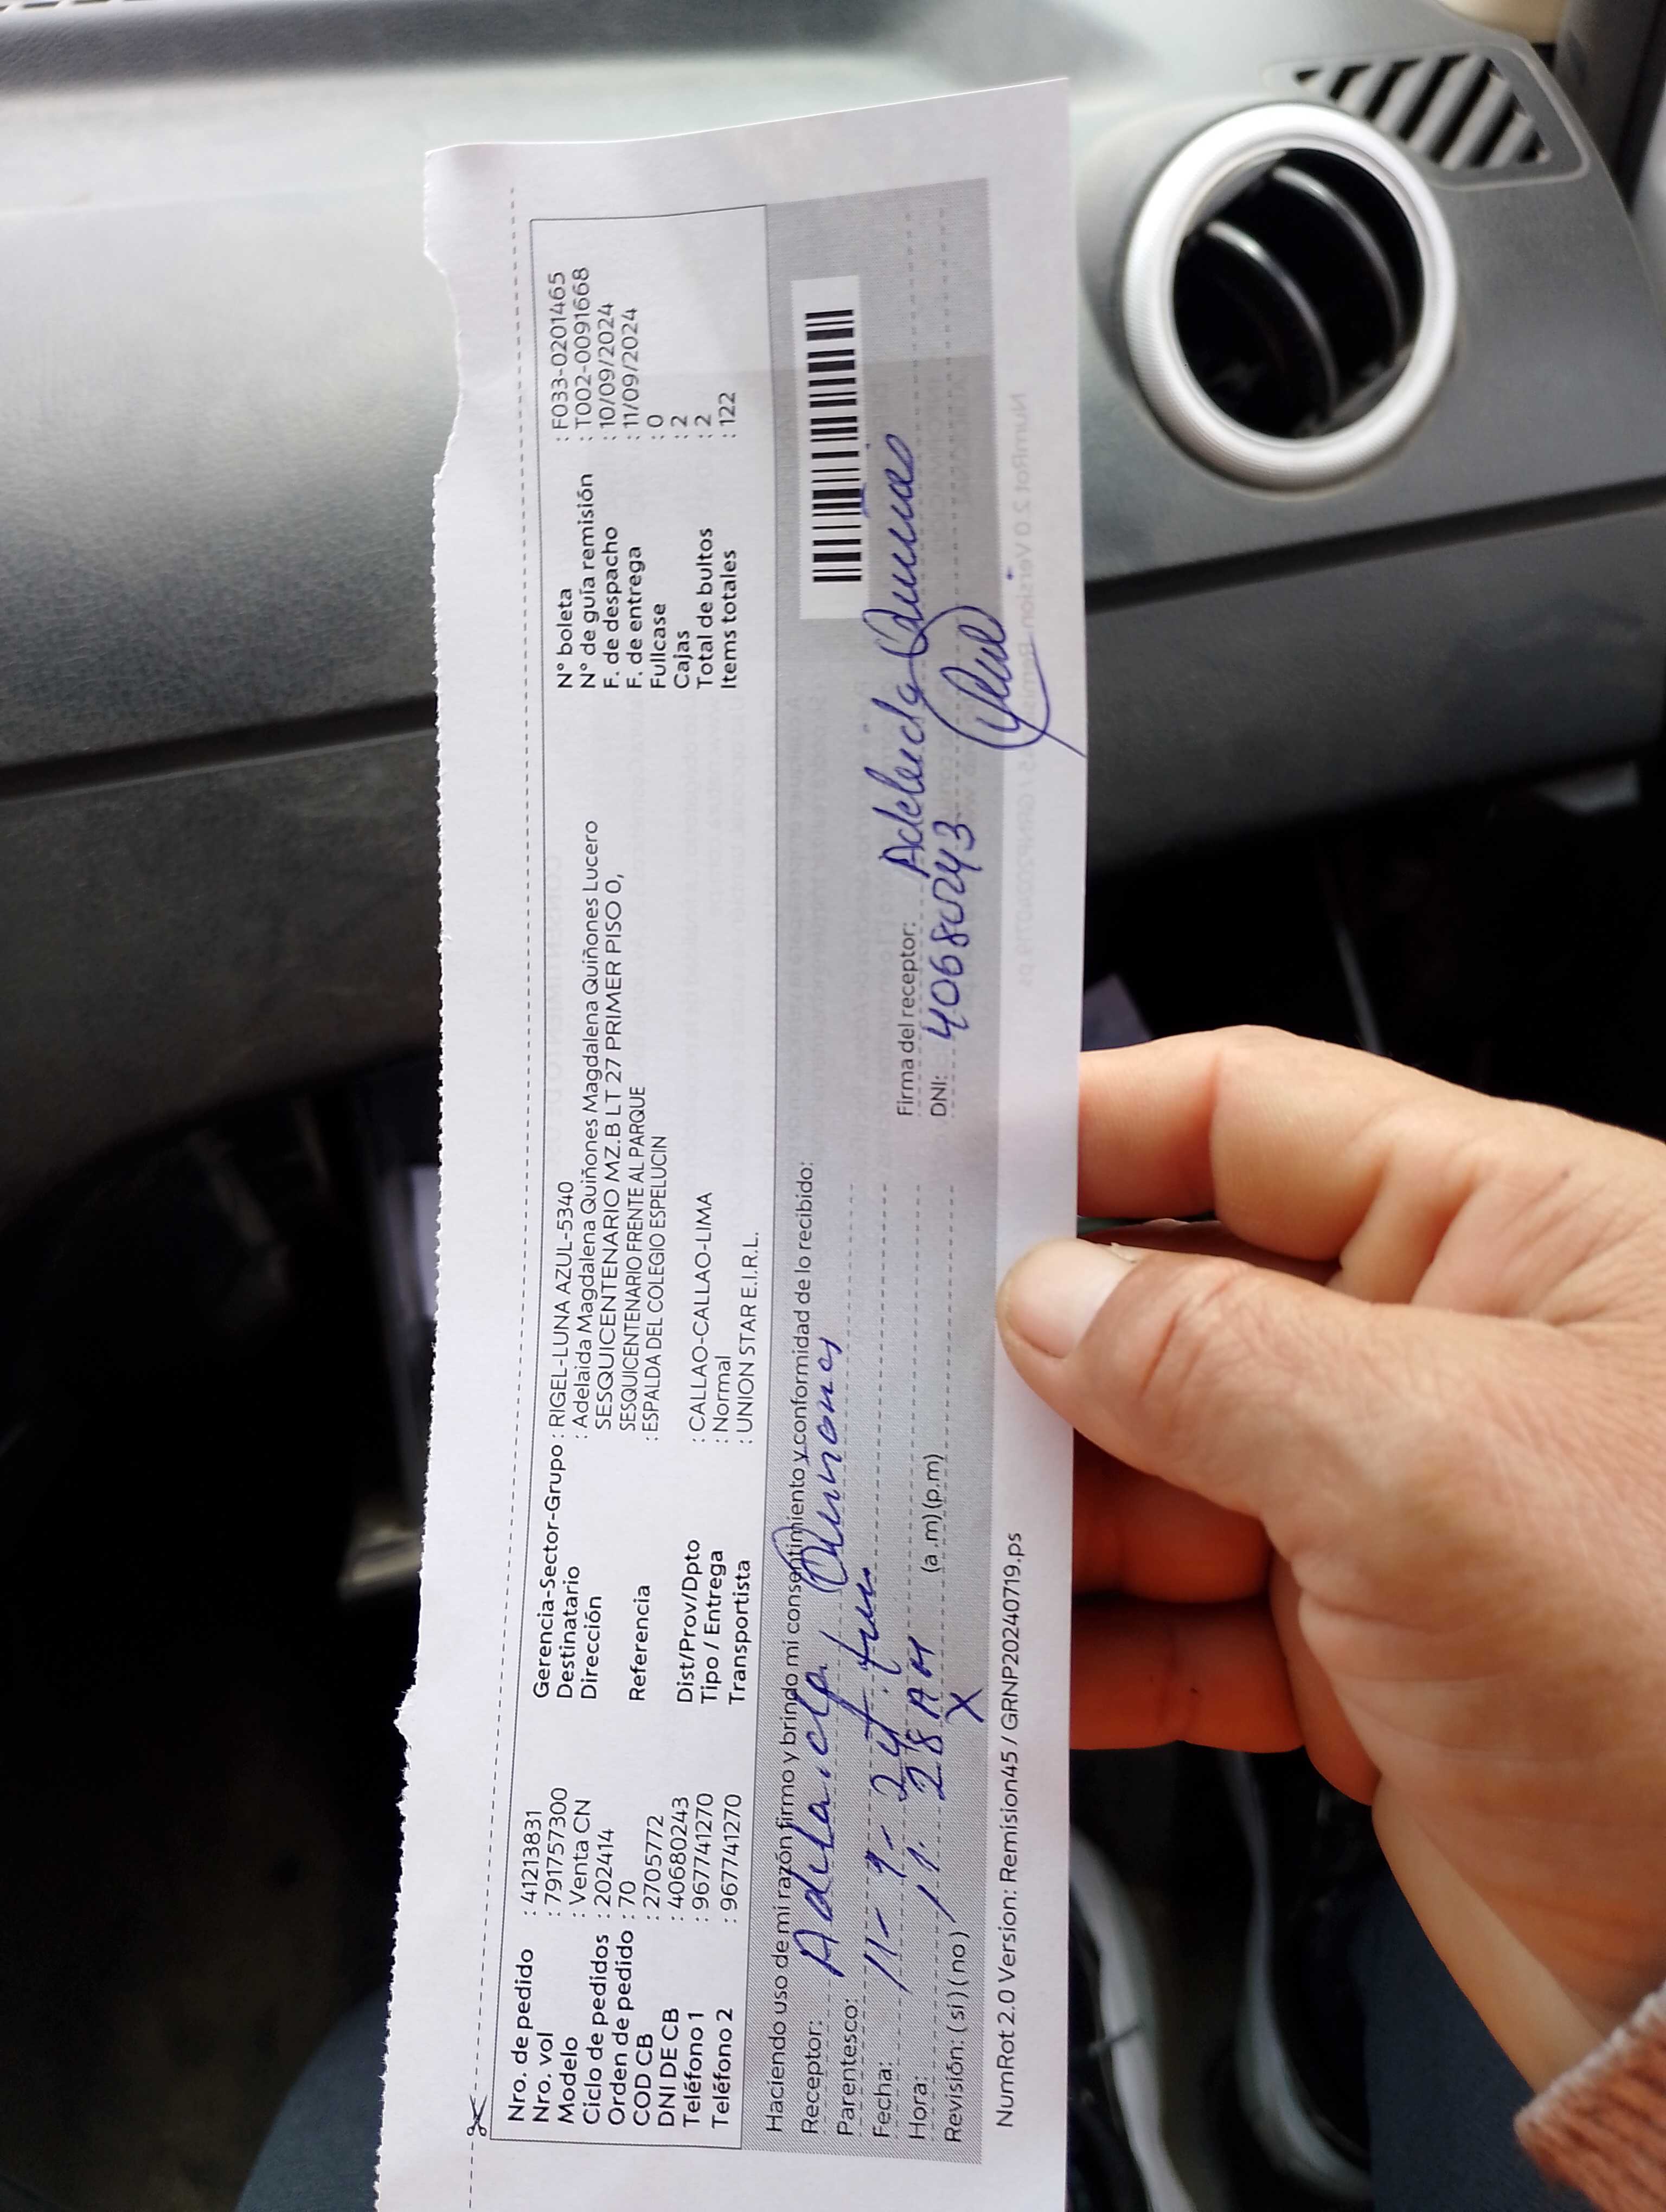 Nro. de pedido : 41213831
Nro. vol : 791757300
Modelo : Venta CN
Ciclo de pedidos : 202414
Orden de pedido : 70
COD CB : 2705772
DNI DE CB : 40680243
Teléfono 1 : 967741270
Teléfono 2 : 967741270
Gerencia-Sector-Grupo : RIGEL-LUNA AZUL-5340
Destinatario : Adelaida Magdalena Quiñones Magdalena Quiñones Lucero
Dirección SESQUICENTENARIO MZ.B LT 27 PRIMER PISO 0,
SESQUICENTENARIO FRENTE AL PARQUE
Referencia : ESPALDA DEL COLEGIO ESPELUCIN
Dist/Prov/Dpto : CALLAO-CALLAO-LIMA
Tipo / Entrega : Normal
Transportista : UNION STAR E.I.R.L.
N° boleta : F033-0201465
N° de guía remisión : T002-0091668
F. de despacho : 10/09/2024
F. de entrega : 11/09/2024
Fullcase : 0
Cajas : 2
Total de bultos : 2
Items totales : 122
Haciendo uso de mi razón firmo y brindo mi consentimiento y conformidad de lo recibido:
Receptor: Adelaida Quinones
Parentesco:
Fecha: 11-9-24
Hora: 11:28 AM (a.m) (p.m)
Revisión: (si) (no) X
Firma del receptor: Adeleida Quinones
DNI: 40680243
NumRot 2.0 Version: Remision45 / GRNP20240719.ps